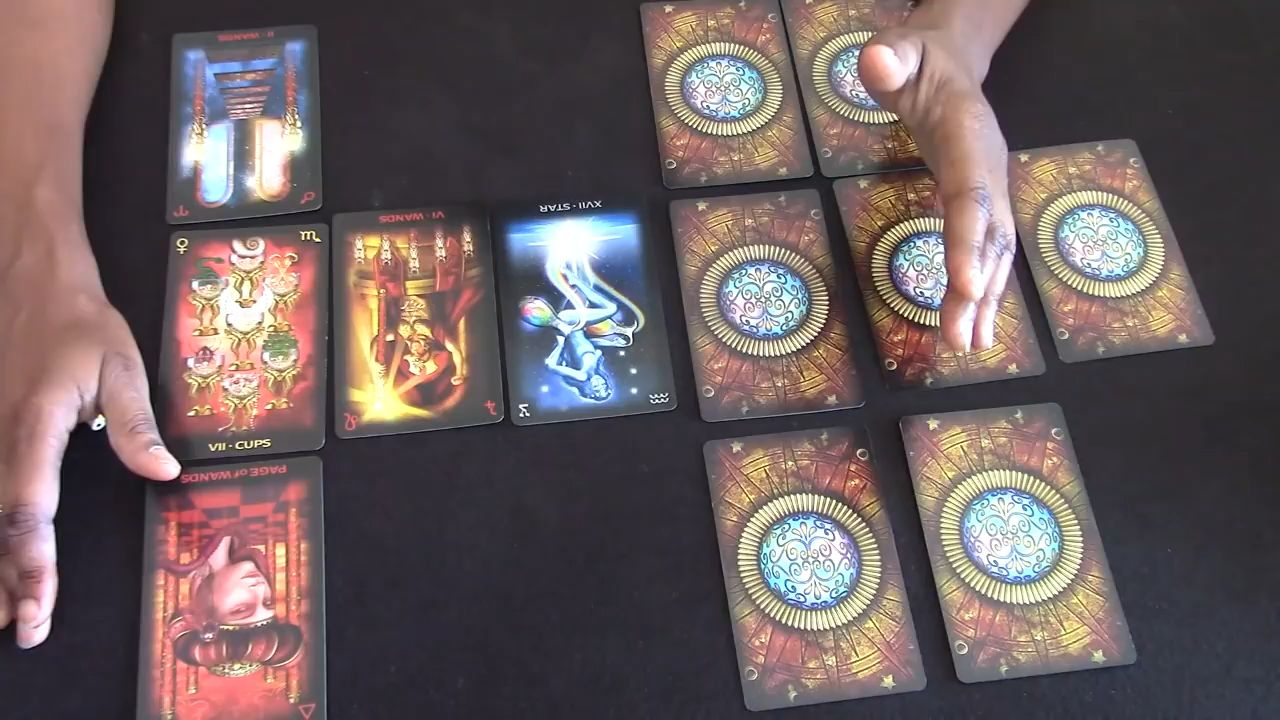 II · WANDS
VI · WANDS
XVII · STAR
VII · CUPS
PAGE of WANDS